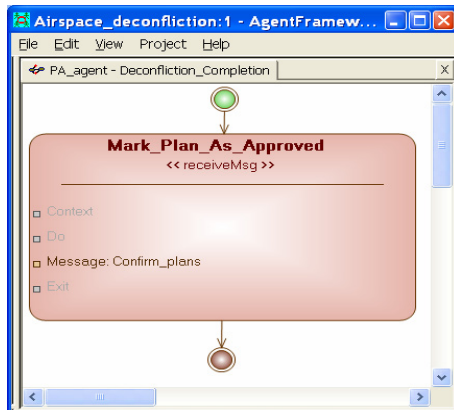 Airspace_deconfliction:1 - AgentFramew...
File Edit View Project Help
PA_agent - Deconfliction_Completion
X
Mark_Plan_As_Approved
<< receiveMsg >>
Context
Do
Message: Confirm_plans
Exit